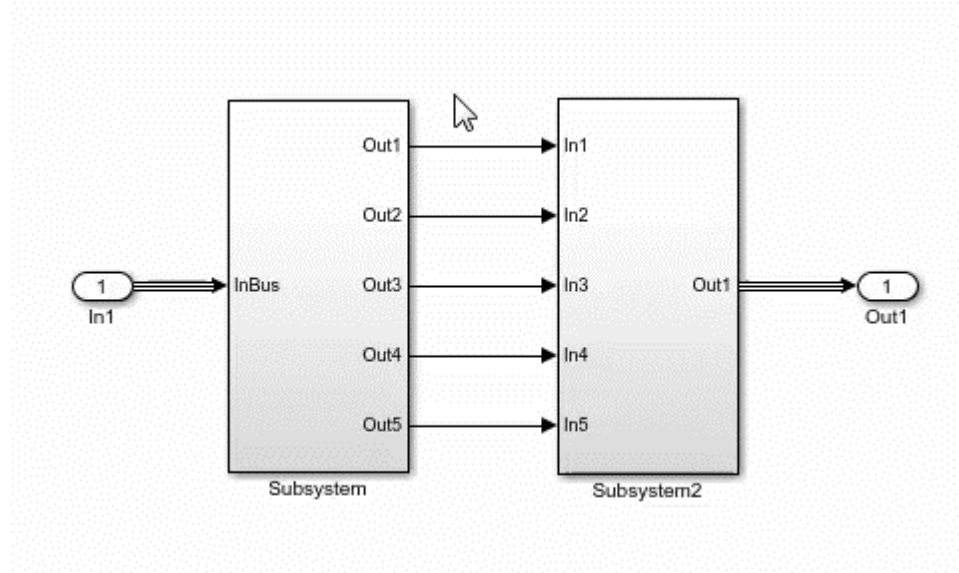 Out1
In1
Out2
In2
1
InBus
Out3
In3
Out1
1
In1
Out1
Out4
In4
Out5
In5
Subsystem
Subsystem2